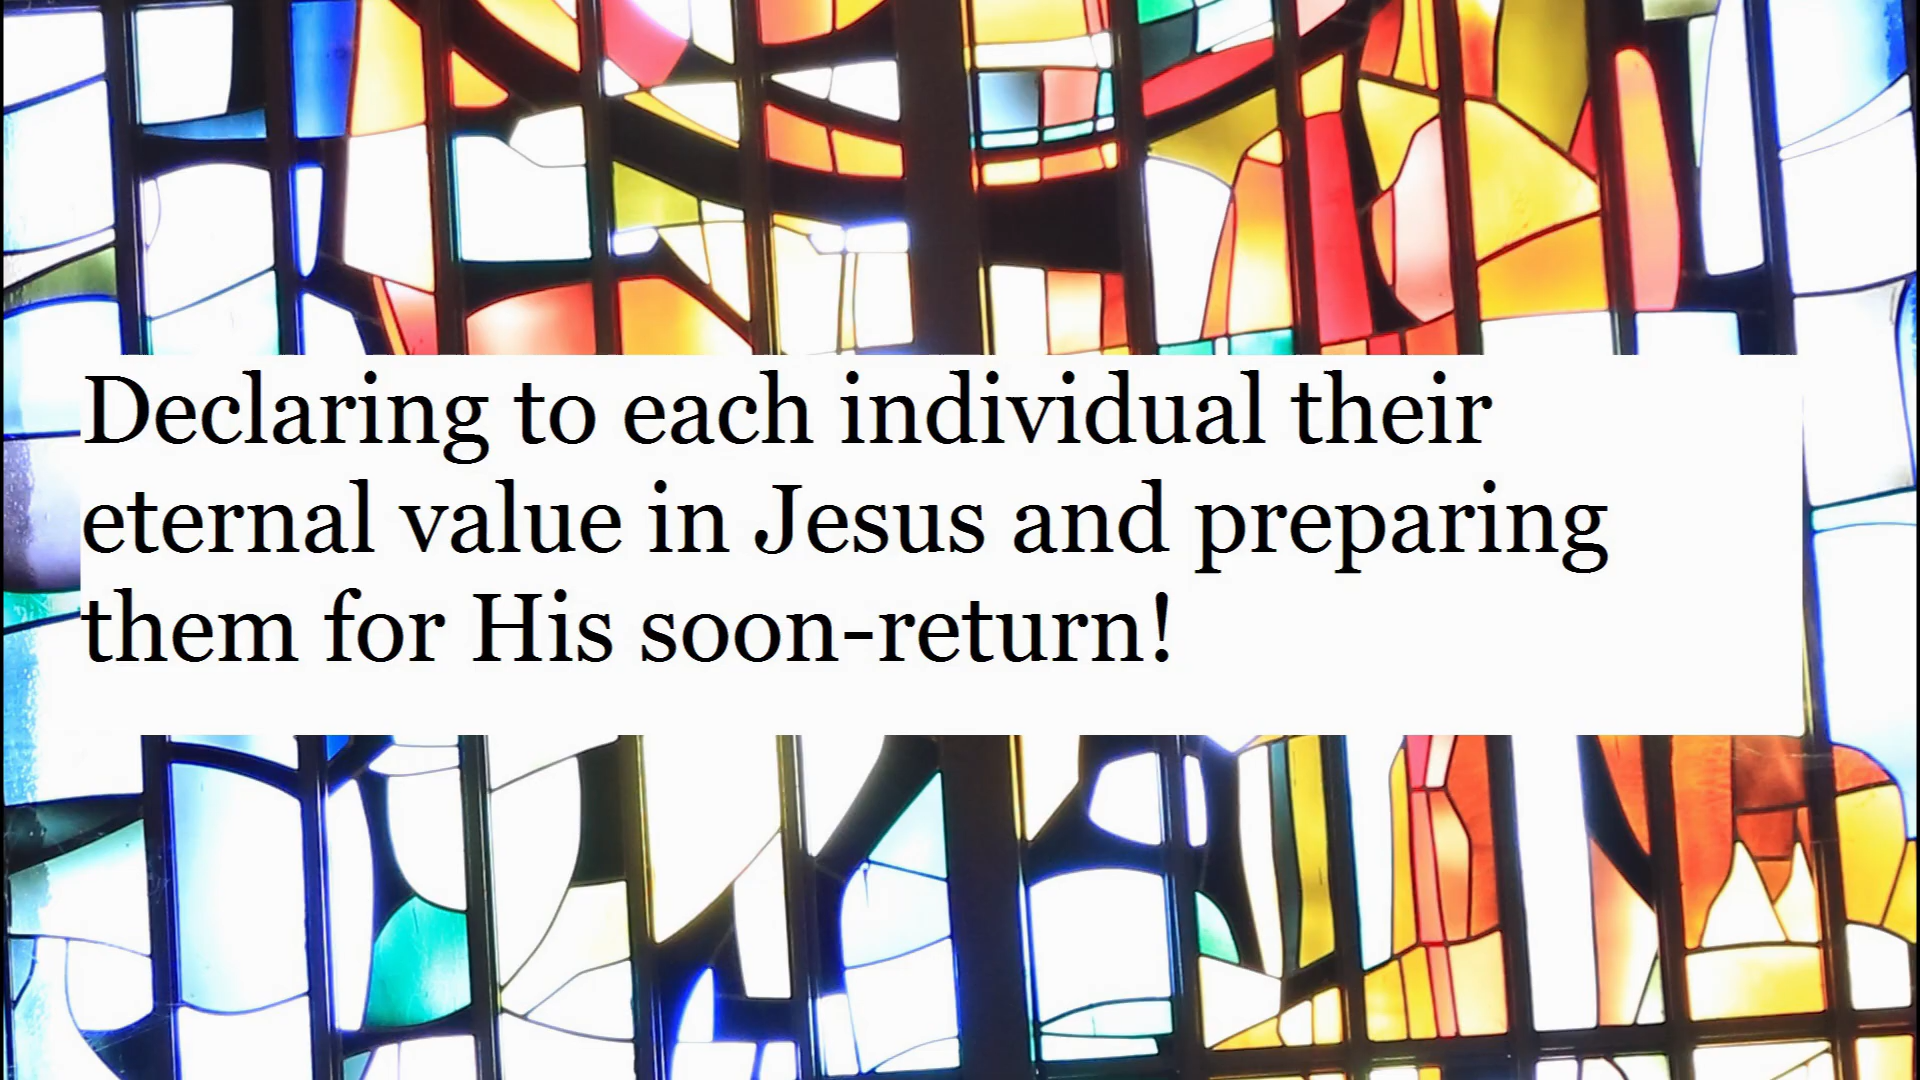 Declaring to each individual their
eternal value in Jesus and preparing
them for His soon-return!